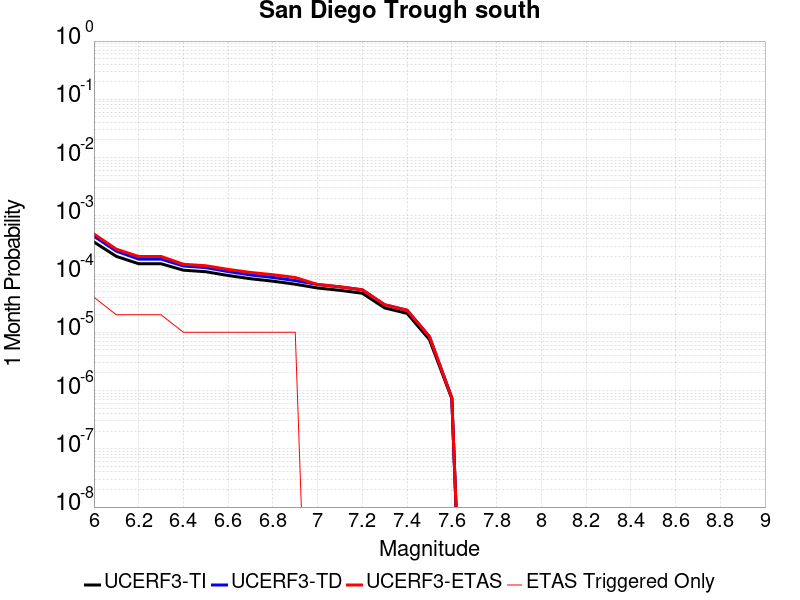 San Diego Trough south
10^0
10^-1
10^-2
10^-3
10^-4
10^-5
10^-6
10^-7
10^-8
1 Month Probability
6 6.2 6.4 6.6 6.8 7 7.2 7.4 7.6 7.8 8 8.2 8.4 8.6 8.8 9
Magnitude
UCERF3-TI UCERF3-TD UCERF3-ETAS ETAS Triggered Only